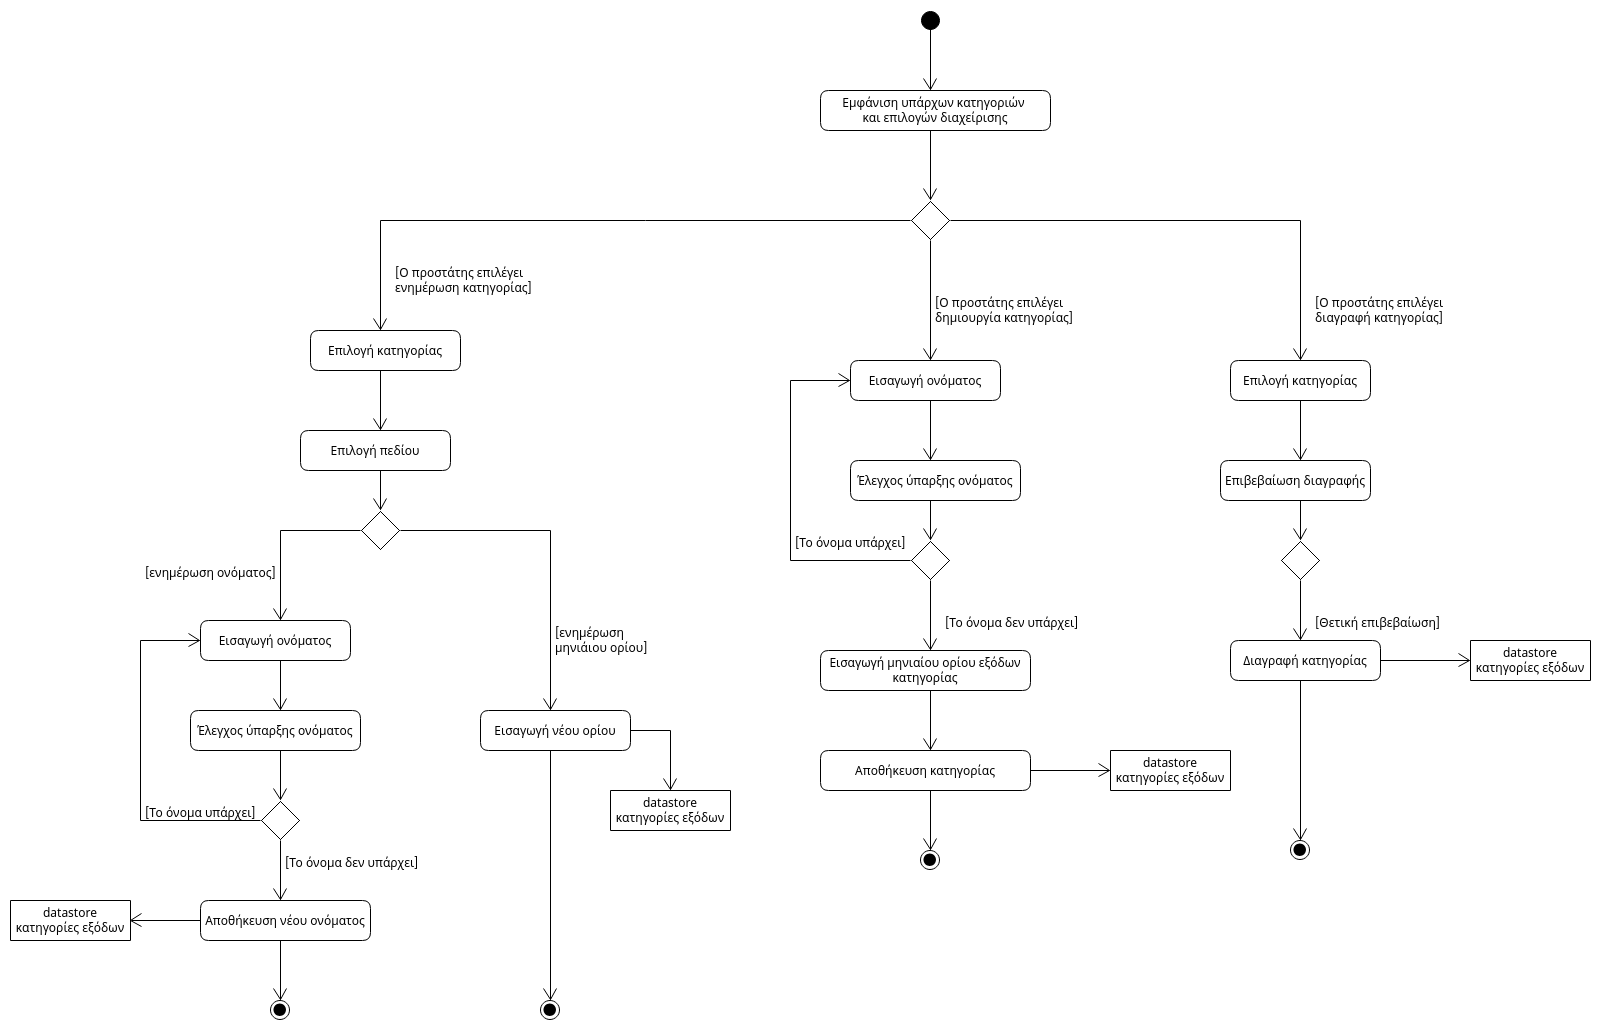 Εμφάνιση υπάρχων κατηγοριών
και επιλογών διαχείρισης
[Ο προστάτης επιλέγει
ενημέρωση κατηγορίας]
[Ο προστάτης επιλέγει
δημιουργία κατηγορίας]
[Ο προστάτης επιλέγει
διαγραφή κατηγορίας]
Επιλογή κατηγορίας
Εισαγωγή ονόματος
Επιλογή κατηγορίας
Επιλογή πεδίου
Έλεγχος ύπαρξης ονόματος
Επιβεβαίωση διαγραφής
[Το όνομα υπάρχει]
[ενημέρωση ονόματος]
[Το όνομα δεν υπάρχει]
[Θετική επιβεβαίωση]
Εισαγωγή ονόματος
[ενημέρωση
μηνιάιου ορίου]
Εισαγωγή μηνιαίου ορίου εξόδων
κατηγορίας
Διαγραφή κατηγορίας
datastore
κατηγορίες εξόδων
Έλεγχος ύπαρξης ονόματος
Εισαγωγή νέου ορίου
Αποθήκευση κατηγορίας
datastore
κατηγορίες εξόδων
datastore
κατηγορίες εξόδων
[Το όνομα υπάρχει]
[Το όνομα δεν υπάρχει]
datastore
κατηγορίες εξόδων
Αποθήκευση νέου ονόματος